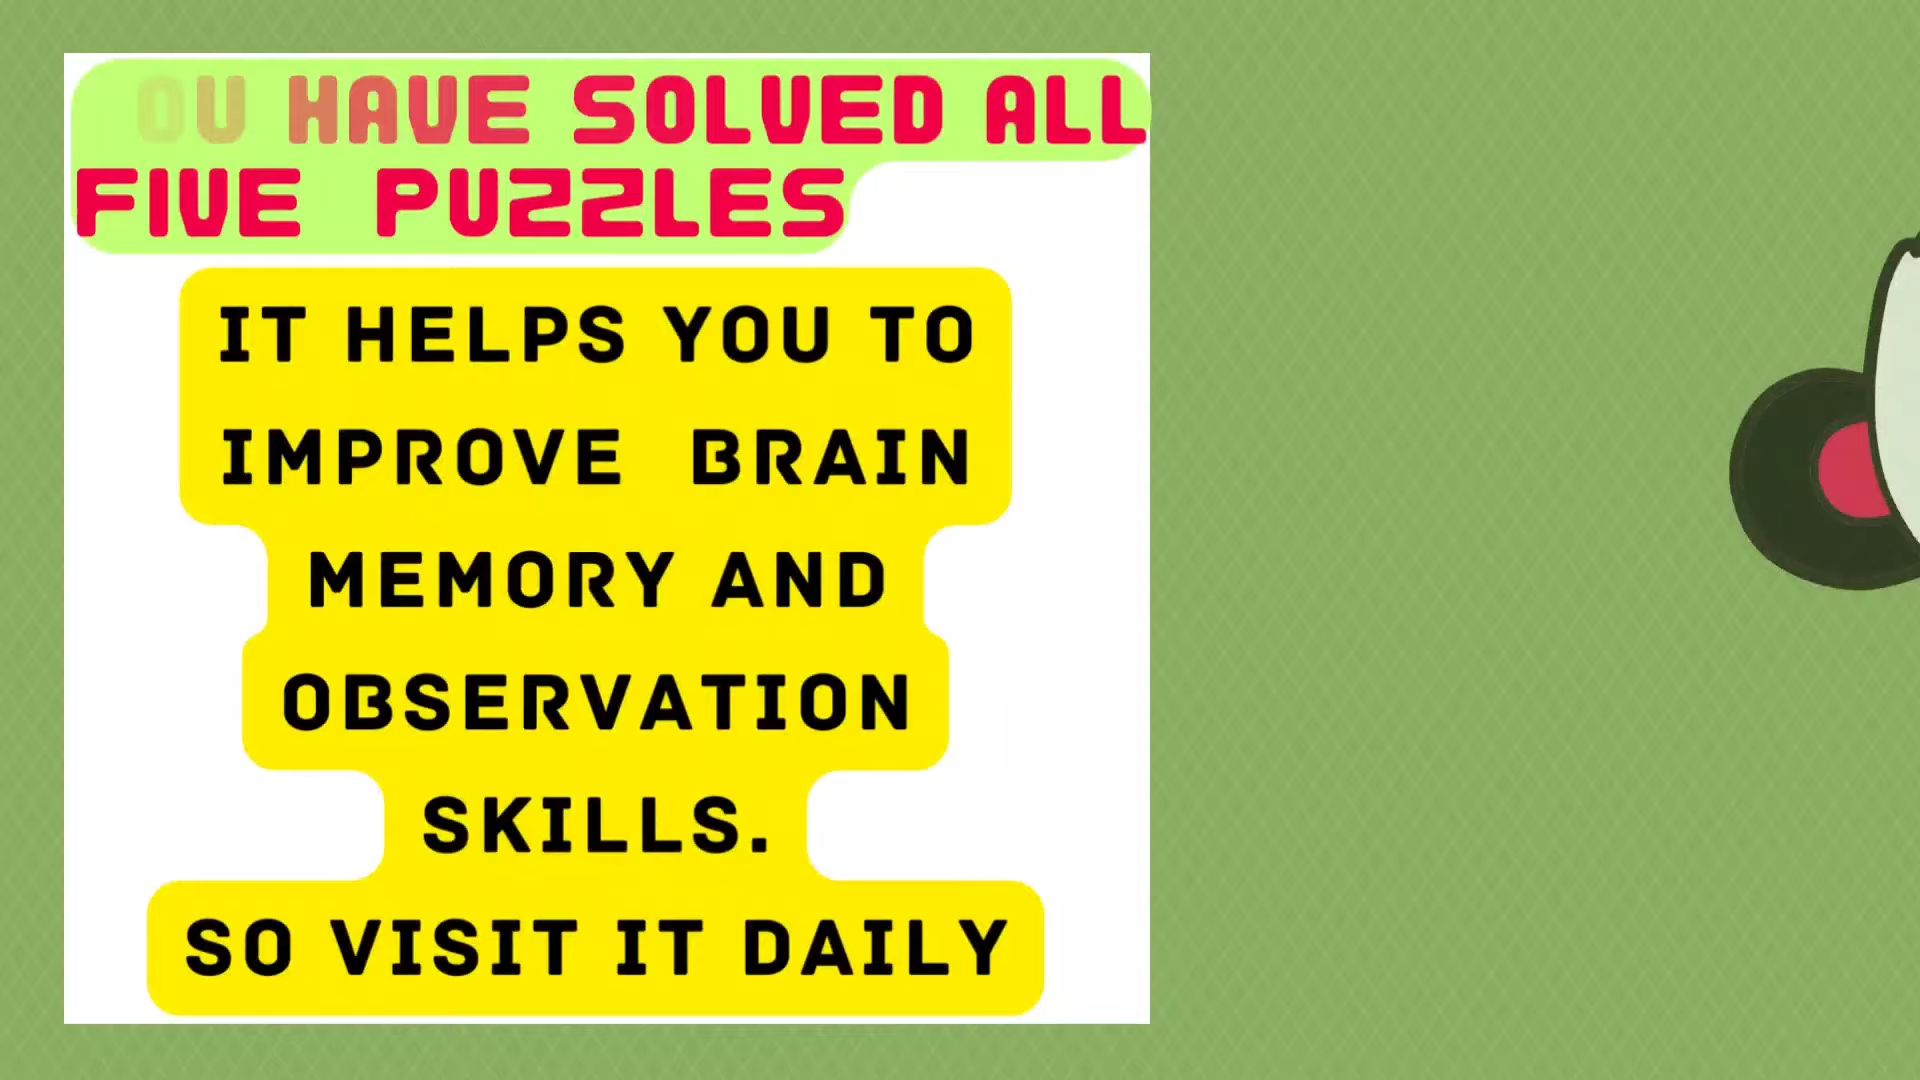 OU HAVE SOLVED ALL
FIVE PUZZLES
IT HELPS YOU TO
IMPROVE BRAIN
MEMORY AND
OBSERVATION
SKILLS.
SO VISIT IT DAILY